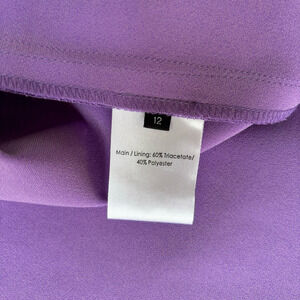 12
Main / Lining: 60% Triacetate/
40% Polyester